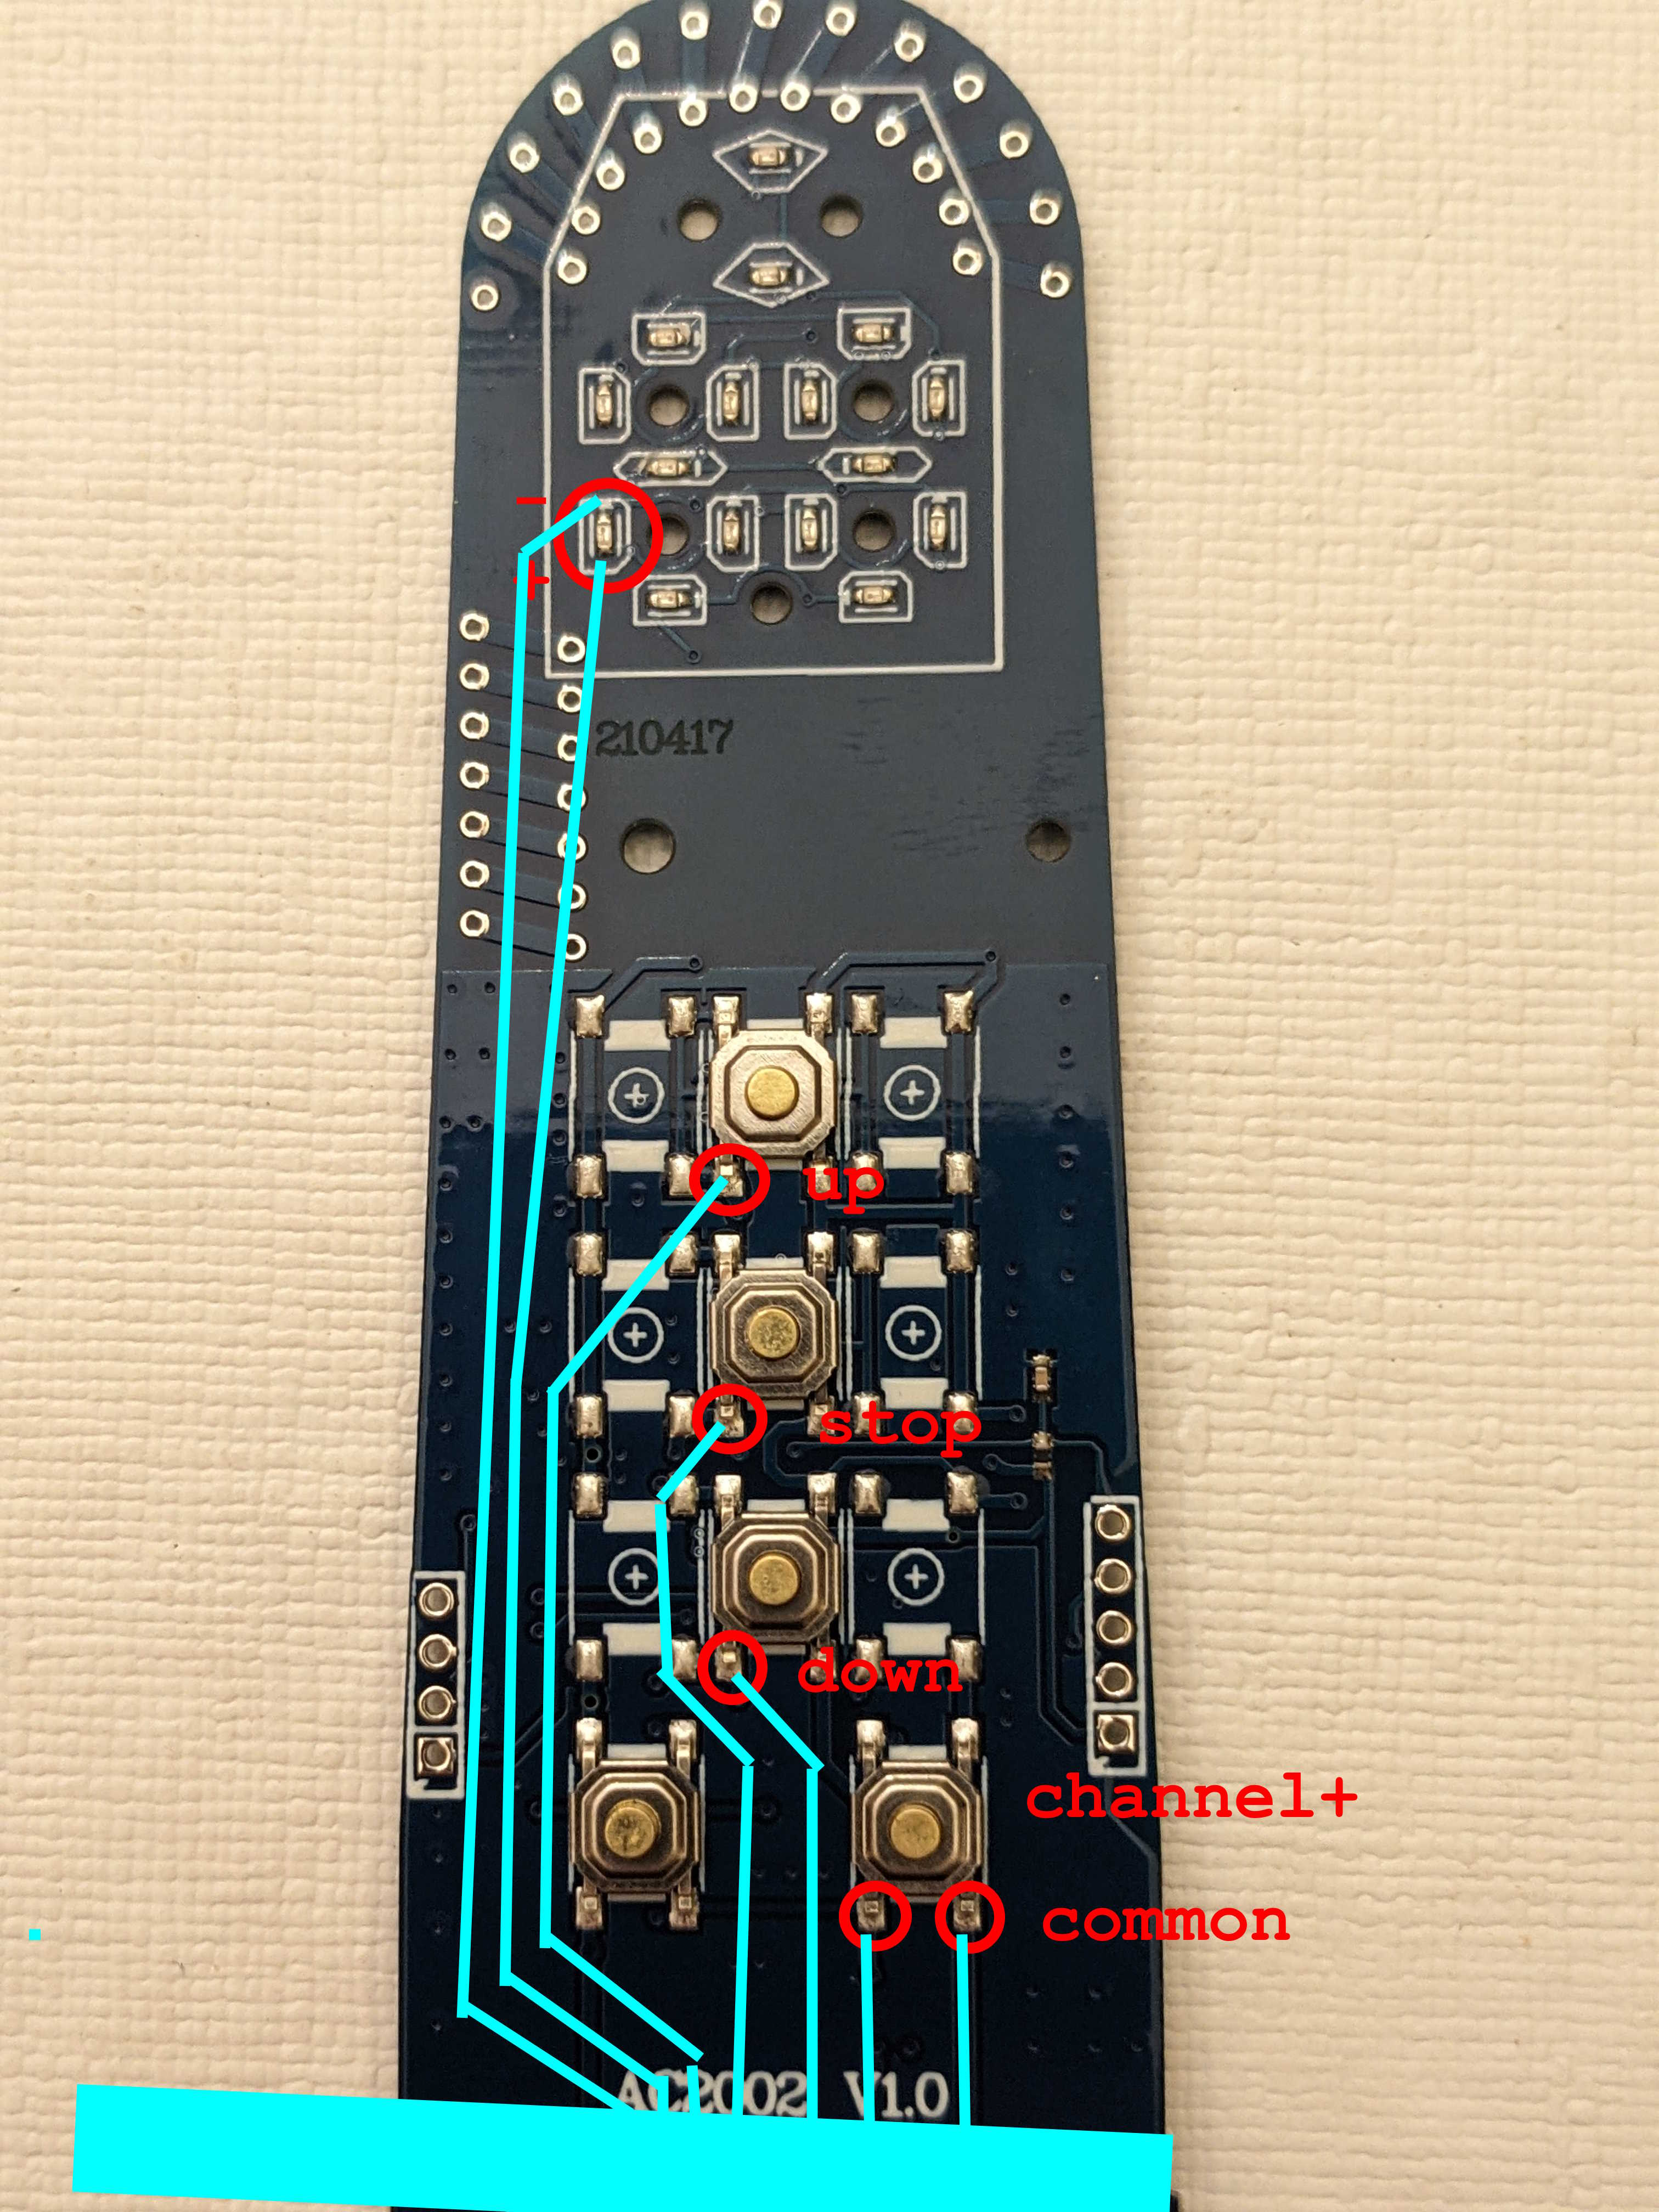 -
+
210417
up
stop
down
channel+
common
AC2002 V1.0